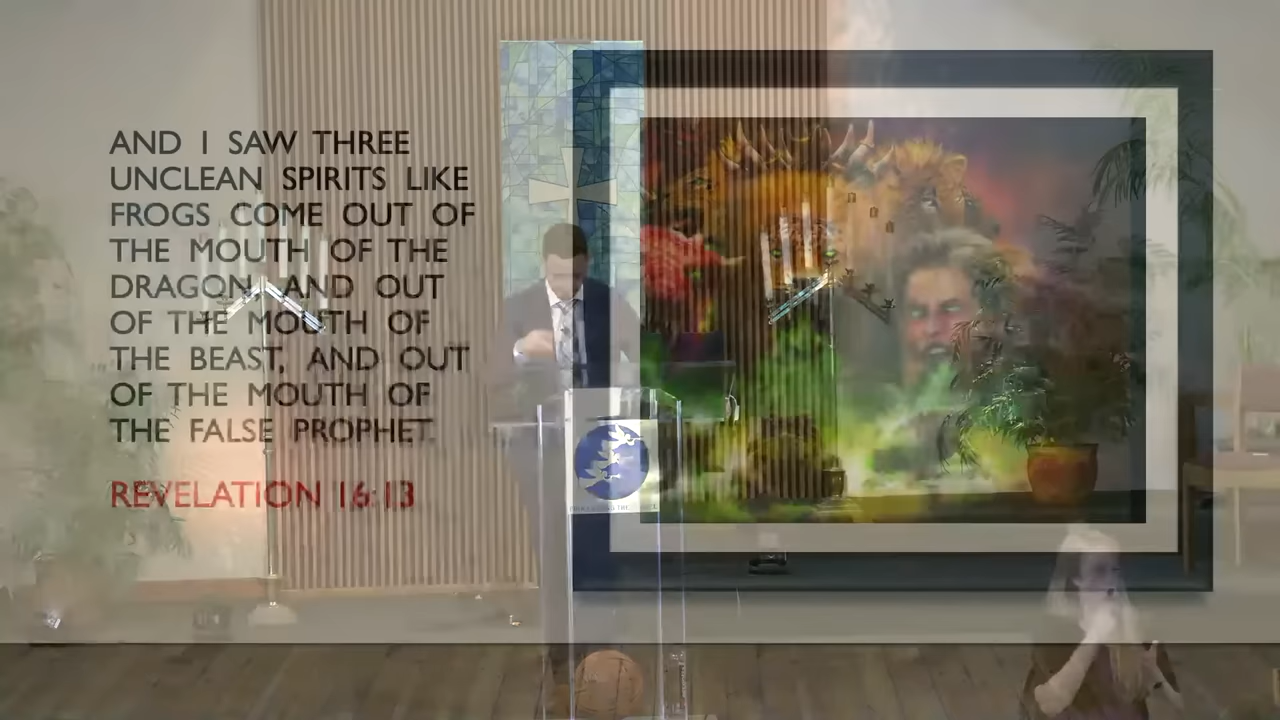 AND I SAW THREE
UNCLEAN SPIRITS LIKE
FROGS COME OUT OF
THE MOUTH OF THE
DRAGON, AND OUT
OF THE MOUTH OF
THE BEAST, AND OUT
OF THE MOUTH OF
THE FALSE PROPHET.
REVELATION 16:13